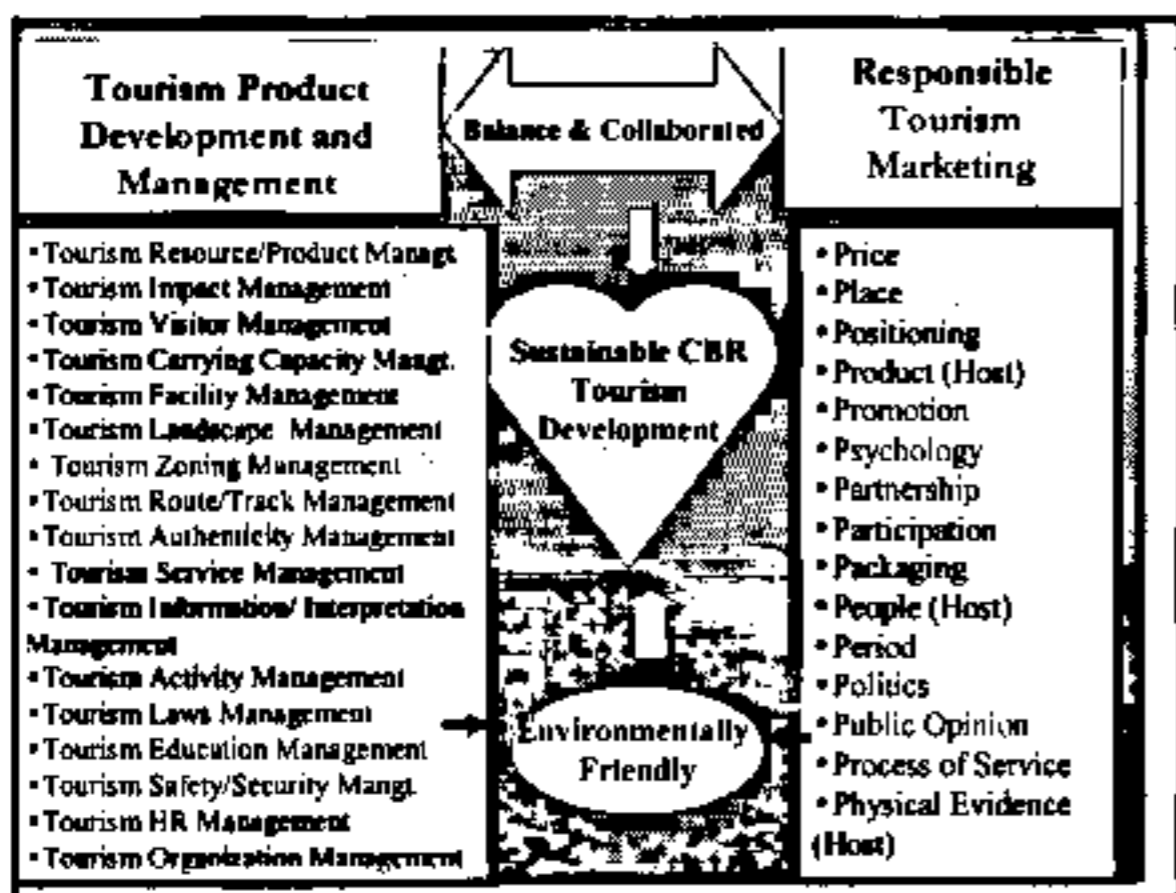 Tourism Product
Development and
Management
Balance & Collaborated
Responsible
Tourism
Marketing
• Tourism Resource/Product Managt
• Tourism Impact Management
• Tourism Visitor Management
• Tourism Carrying Capacity Mangt.
• Tourism Facility Management
• Tourism Landscape Management
• Tourism Zoning Management
• Tourism Route/Track Management
• Tourism Authenticity Management
• Tourism Service Management
• Tourism Information/ Interpretation
Management
• Tourism Activity Management
• Tourism Laws Management
• Tourism Education Management
• Tourism Safety/Security Mangt.
• Tourism HR Management
• Tourism Organization Management
Sustainable CBR
Tourism
Development
Environmentally
Friendly
• Price
• Place
• Positioning
• Product (Host)
• Promotion
• Psychology
• Partnership
• Participation
• Packaging
• People (Host)
• Period
• Politics
• Public Opinion
• Process of Service
• Physical Evidence
(Host)